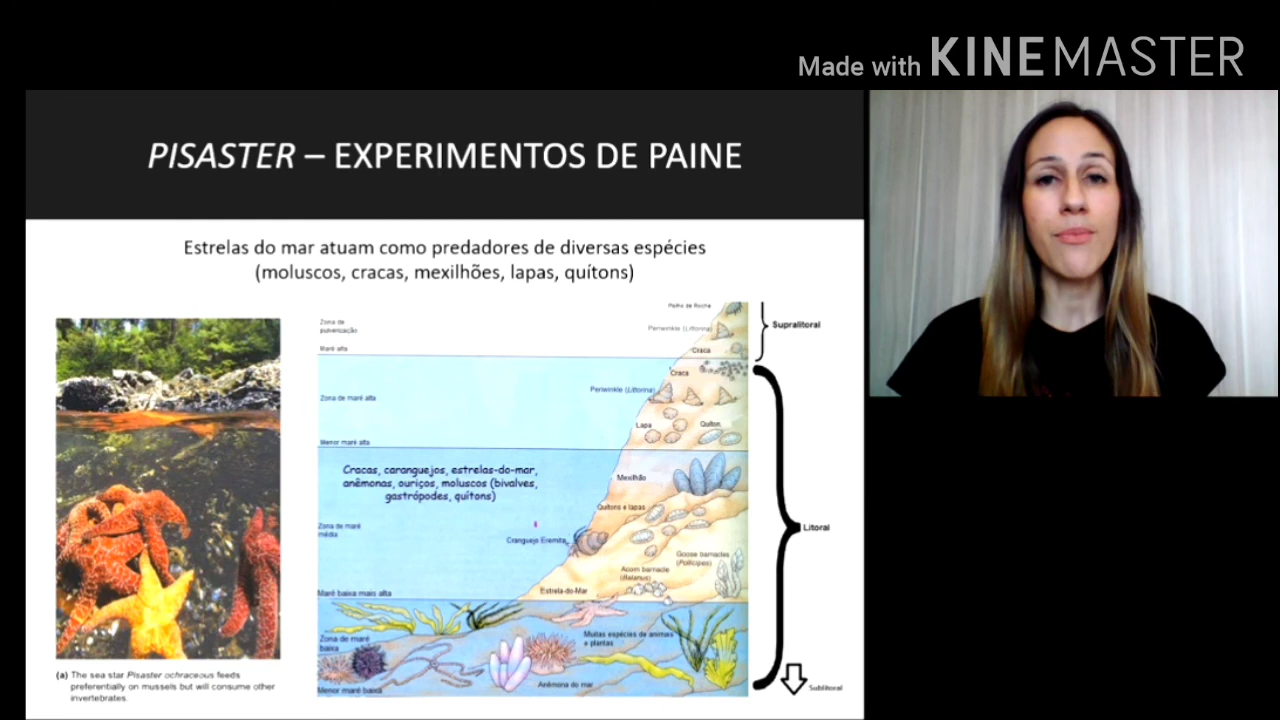 Made with KINEMASTER
PISASTER – EXPERIMENTOS DE PAINE
Estrelas do mar atuam como predadores de diversas espécies
(moluscos, cracas, mexilhões, lapas, quítons)
Zona de
pulverização
Maré alta
Zona de maré alta
Menor maré alta
Cracas, caranguejos, estrelas-do-mar,
anêmonas, ouriços, moluscos (bivalves,
gastrópodes, quítons)
Zona de maré
média
Maré baixa mais alta
Zona de maré
baixa
Menor maré baixa
Periwinkle (Littorina)
Craca
Craca
Periwinkle (Littorina)
Lapa
Quíton
Mexilhão
Quítons e lapas
Goose barnacles
(Pollicipes)
Acorn barnacle
(Balanus)
Estrela-do-Mar
Muitas espécies de animais
e plantas
Anêmona do mar
Supralitoral
Litoral
Sublitoral
(a) The sea star Pisaster ochraceous feeds
preferentially on mussels but will consume other
invertebrates.